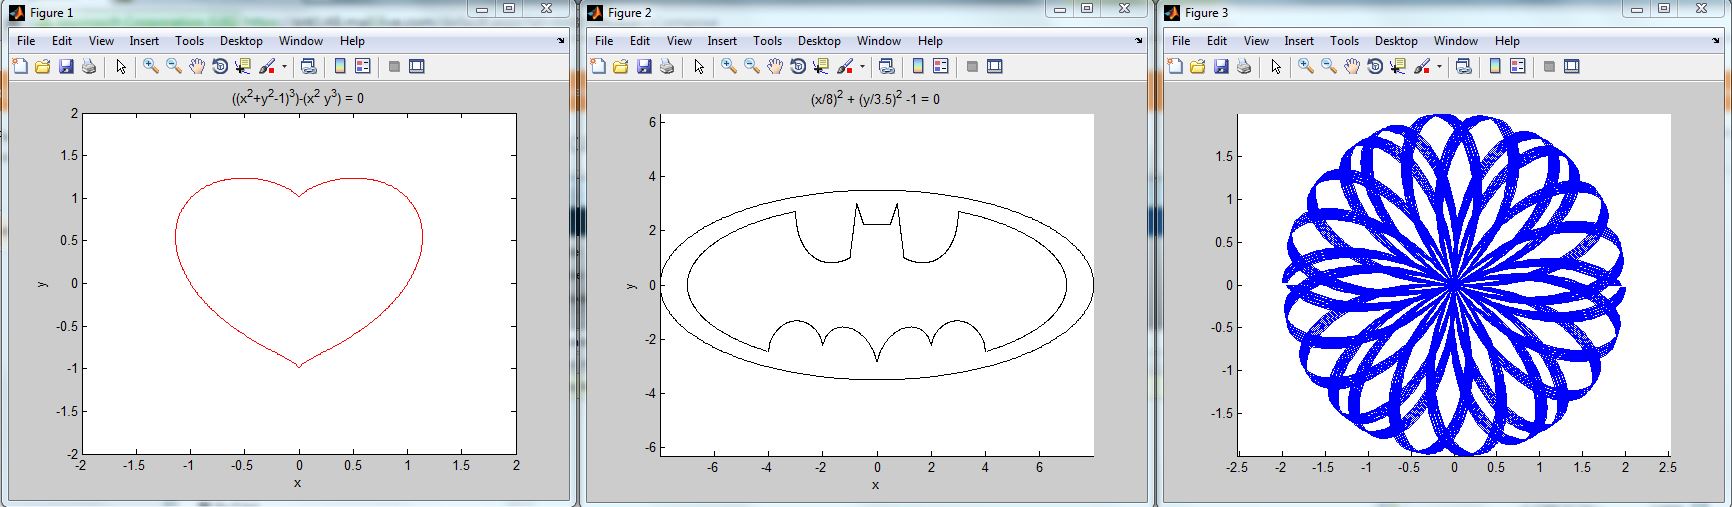 Figure 1
File Edit View Insert Tools Desktop Window Help
((x²+y²-1)³)-(x² y³) = 0
2
1.5
1
0.5
0
-0.5
-1
-1.5
-2
y
-2 -1.5 -1 -0.5 0 0.5 1 1.5 2
x
Figure 2
File Edit View Insert Tools Desktop Window Help
(x/8)² + (y/3.5)² -1 = 0
6
4
2
0
-2
-4
-6
y
-6 -4 -2 0 2 4 6
x
Figure 3
File Edit View Insert Tools Desktop Window Help
1.5
1
0.5
0
-0.5
-1
-1.5
-2.5 -2 -1.5 -1 -0.5 0 0.5 1 1.5 2 2.5